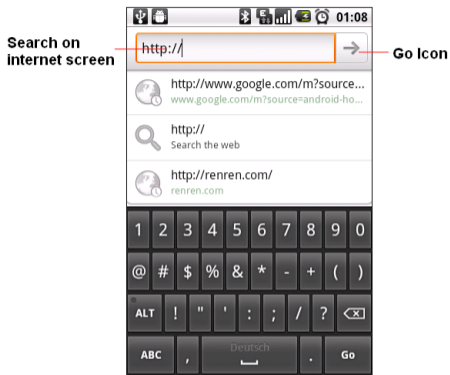 01:08
Search on
internet screen
http://
Go Icon
http://www.google.com/m?source...
www.google.com/m?source=android-ho...
http://
Search the web
http://renren.com/
renren.com
1 2 3 4 5 6 7 8 9 0
@ # $ % & * - + ( )
ALT ! " ' : ; / ?
ABC , Deutsch . Go